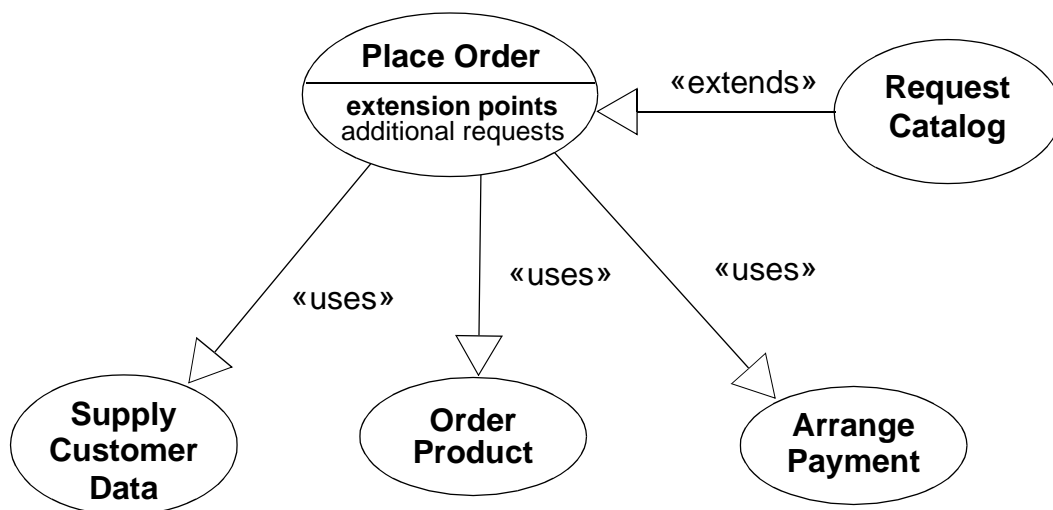 Place Order
extension points
additional requests
«extends»
Request
Catalog
«uses»
«uses»
«uses»
Supply
Customer
Data
Order
Product
Arrange
Payment